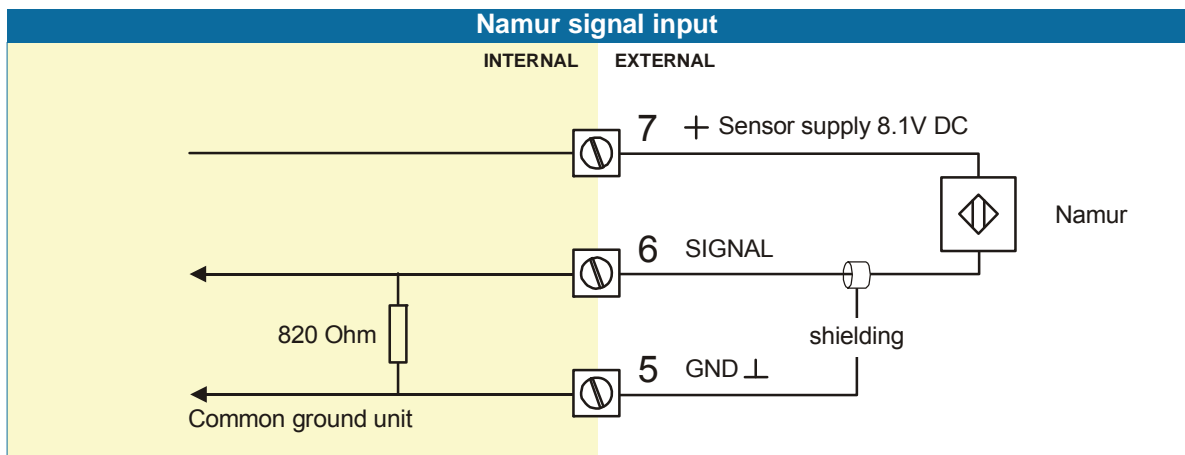 Namur signal input
INTERNAL EXTERNAL
7 + Sensor supply 8.1V DC
Namur
6 SIGNAL
820 Ohm
shielding
5 GND ⊥
Common ground unit